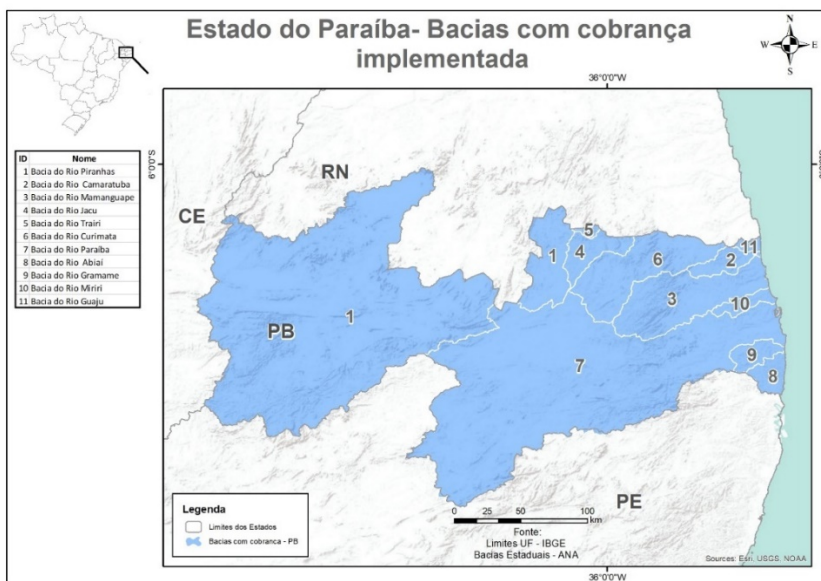 Estado do Paraíba- Bacias com cobrança
implementada
N
W E
S
36°0'0"W
6°0'0"S
ID Nome
1 Bacia do Rio Piranhas
2 Bacia do Rio Camaratuba
3 Bacia do Rio Mamanguape
4 Bacia do Rio Jacu
5 Bacia do Rio Trairi
6 Bacia do Rio Curimata
7 Bacia do Rio Paraíba
8 Bacia do Rio Abiaí
9 Bacia do Rio Gramame
10 Bacia do Rio Miriri
11 Bacia do Rio Guaju
RN
CE
5
1
4
6
11
2
3
10
1
PB
7
9
8
PE
Legenda
Limites dos Estados
Bacias com cobranca - PB
0 25 50 100
km
Fonte:
Limites UF - IBGE
Bacias Estaduais - ANA
36°0'0"W
Sources: Esri, USGS, NOAA